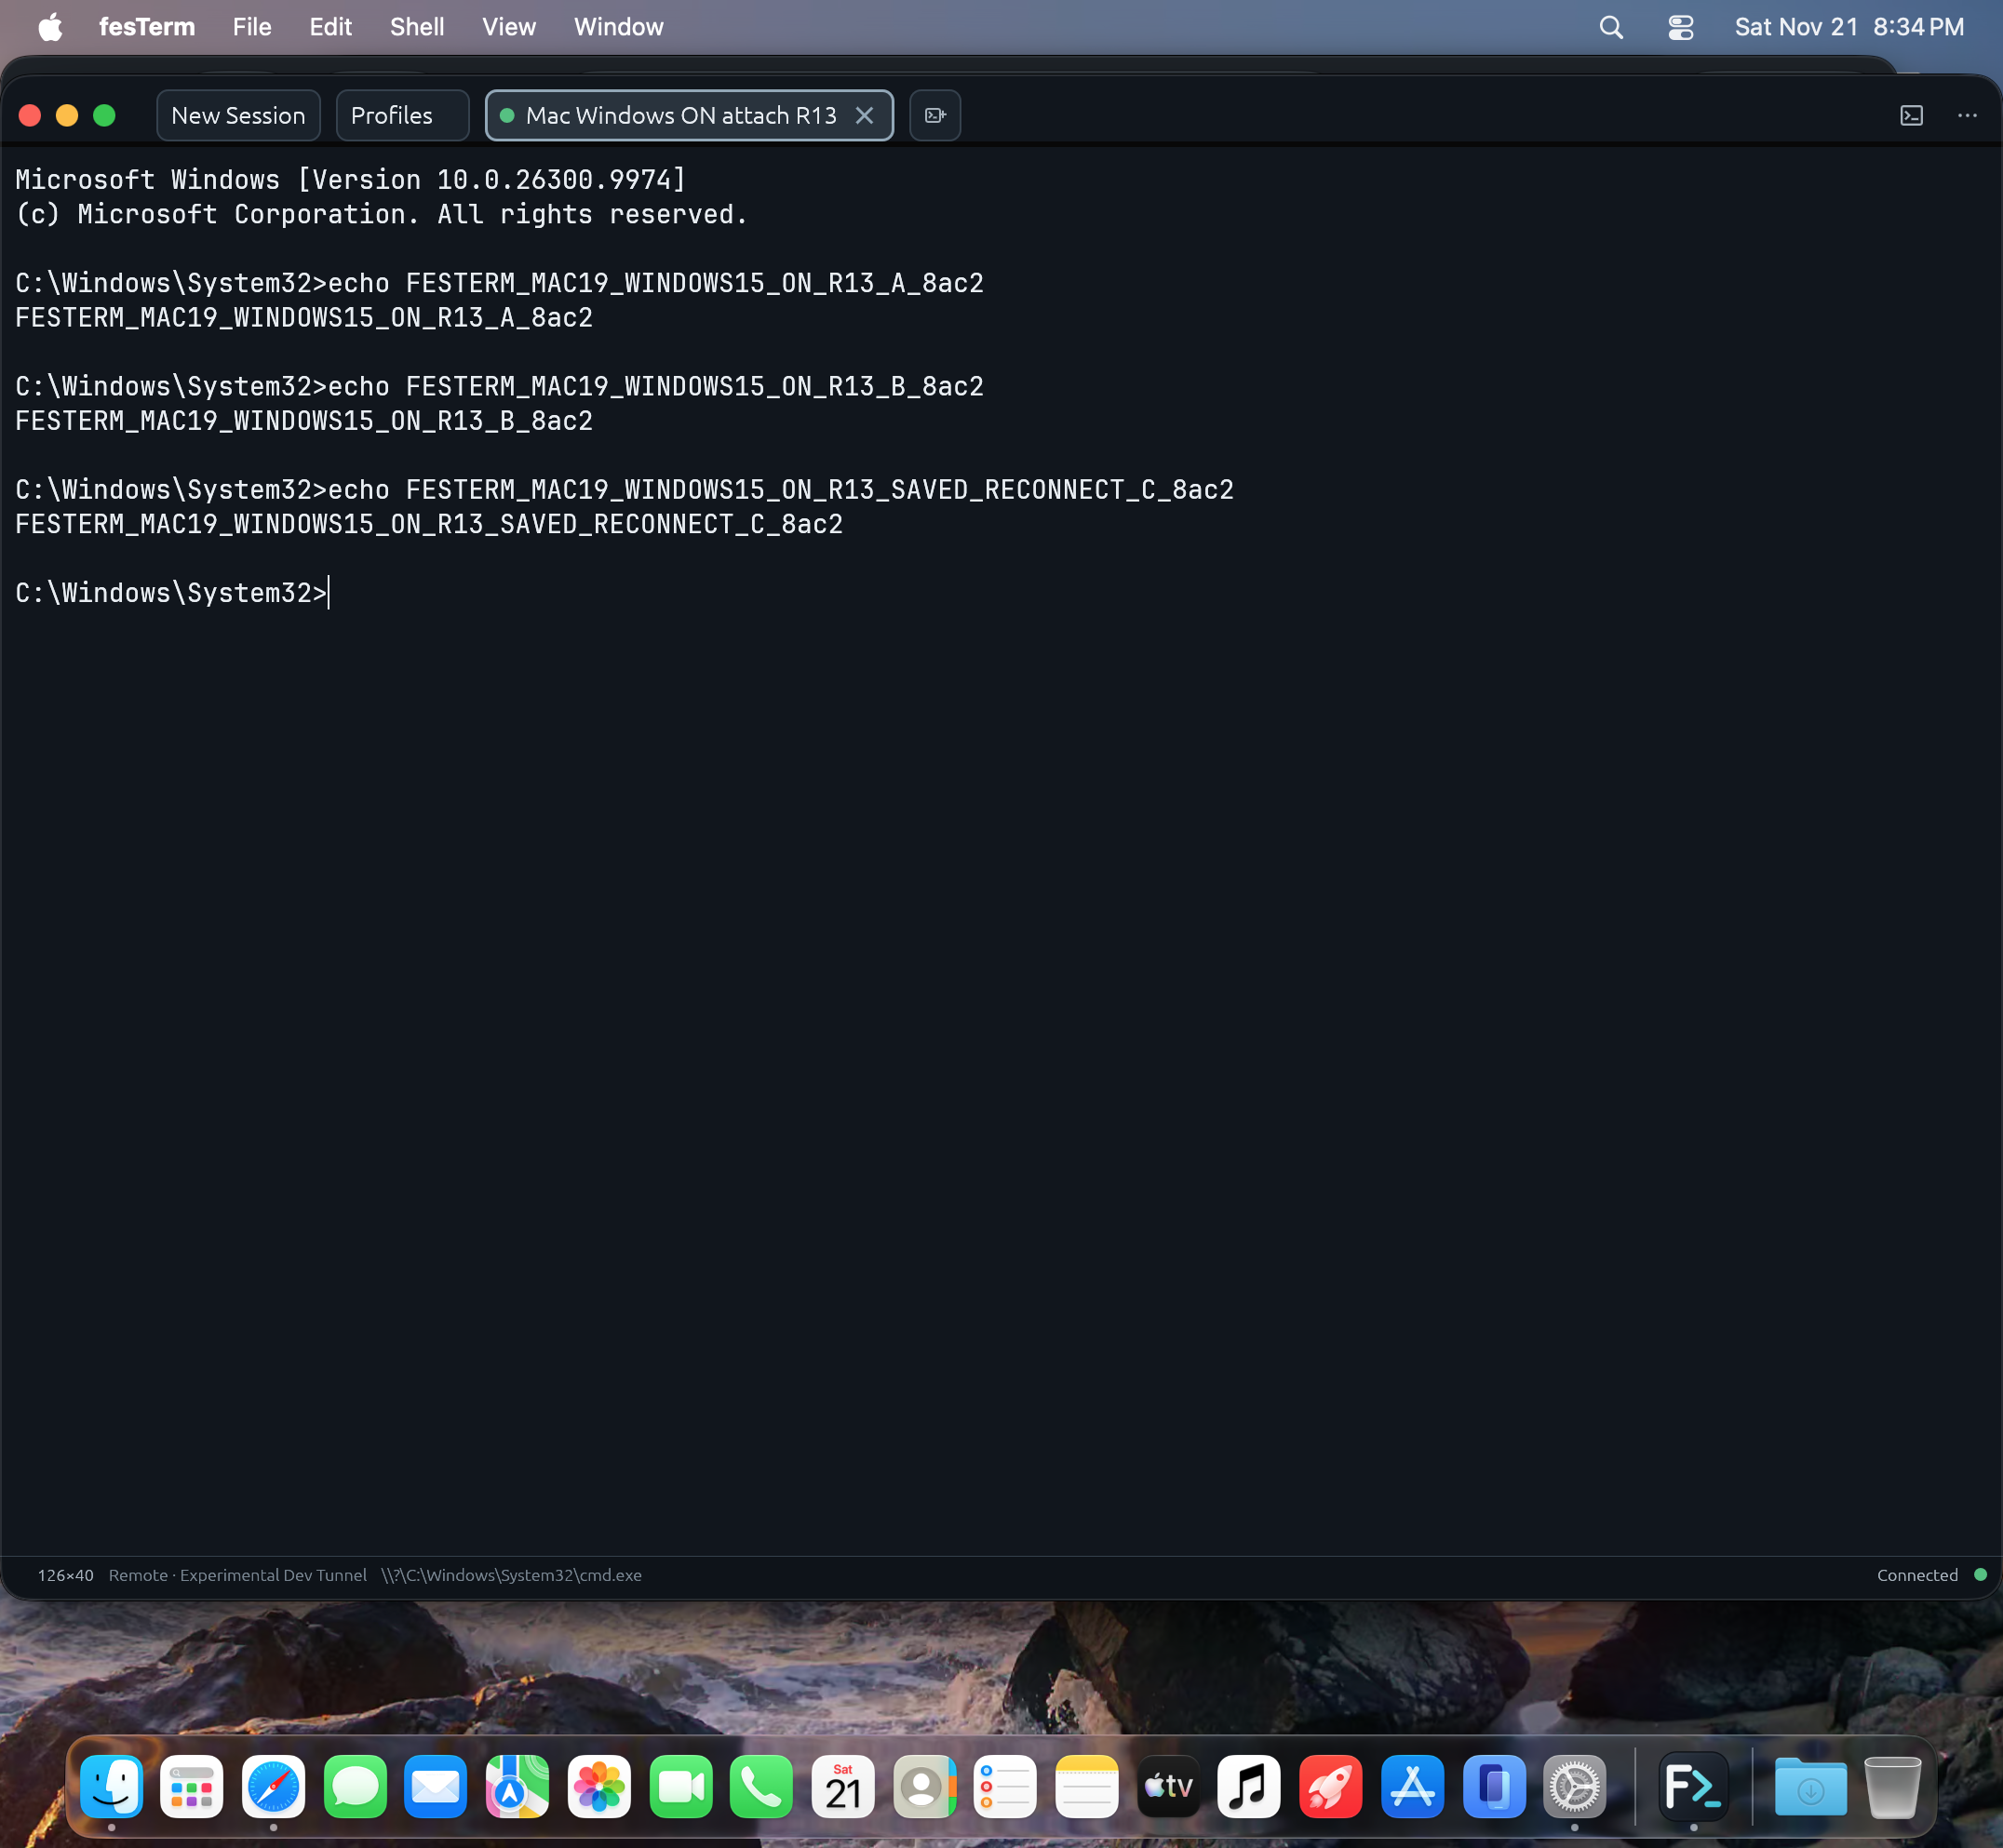 fesTerm File Edit Shell View Window Sat Nov 21 8:34 PM
New Session Profiles Mac Windows ON attach R13
Microsoft Windows [Version 10.0.26300.9974]
(c) Microsoft Corporation. All rights reserved.
C:\Windows\System32>echo FESTERM_MAC19_WINDOWS15_ON_R13_A_8ac2
FESTERM_MAC19_WINDOWS15_ON_R13_A_8ac2
C:\Windows\System32>echo FESTERM_MAC19_WINDOWS15_ON_R13_B_8ac2
FESTERM_MAC19_WINDOWS15_ON_R13_B_8ac2
C:\Windows\System32>echo FESTERM_MAC19_WINDOWS15_ON_R13_SAVED_RECONNECT_C_8ac2
FESTERM_MAC19_WINDOWS15_ON_R13_SAVED_RECONNECT_C_8ac2
C:\Windows\System32>
126×40 Remote · Experimental Dev Tunnel \\?\C:\Windows\System32\cmd.exe Connected
Sat
21
tv